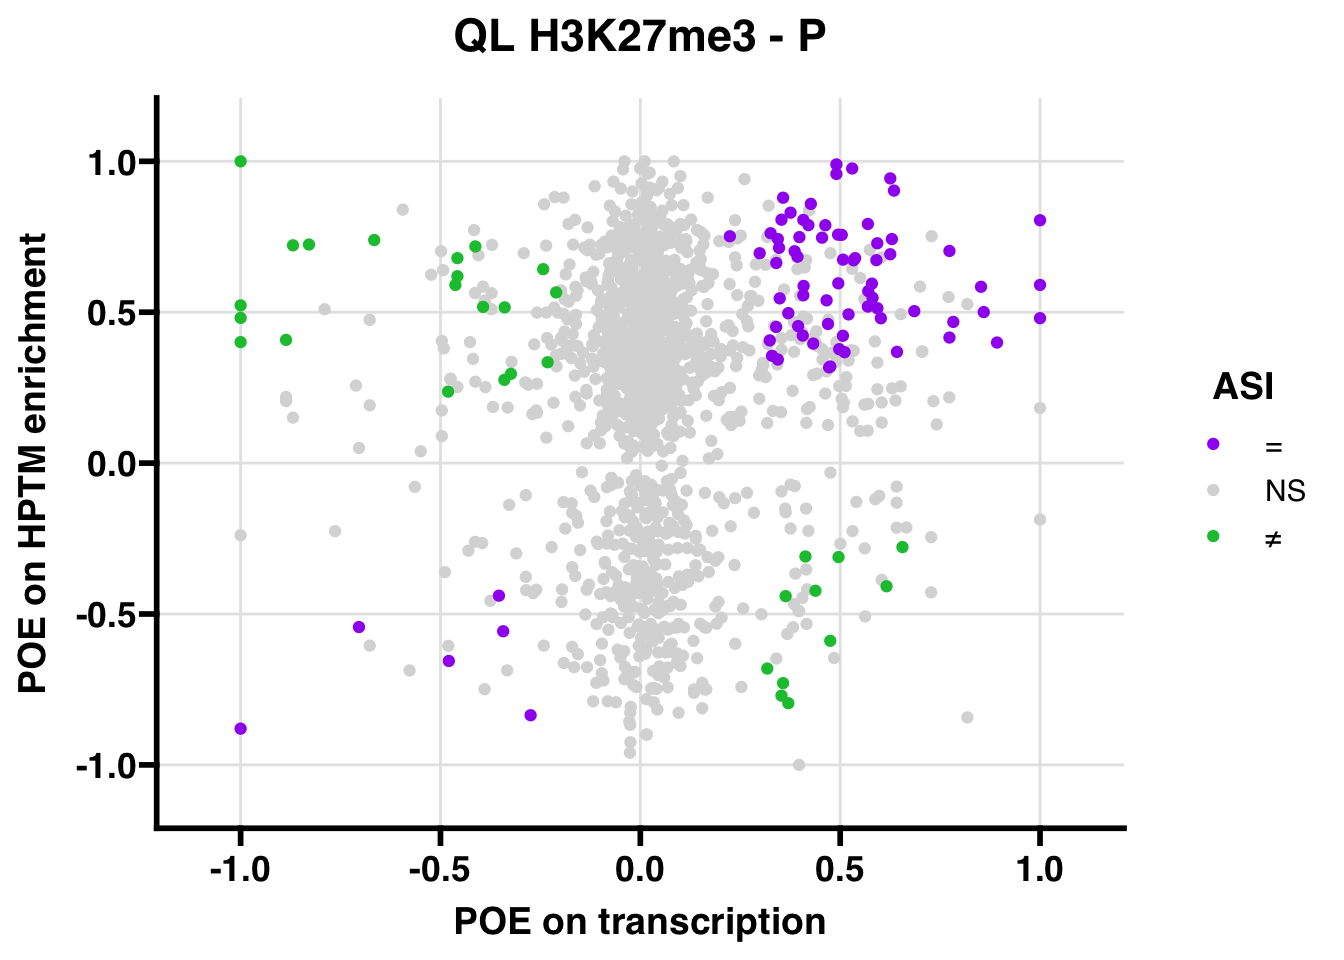 QL H3K27me3 - P
POE on HPTM enrichment
1.0
0.5
0.0
-0.5
-1.0
-1.0 -0.5 0.0 0.5 1.0
POE on transcription
ASI
=
NS
≠